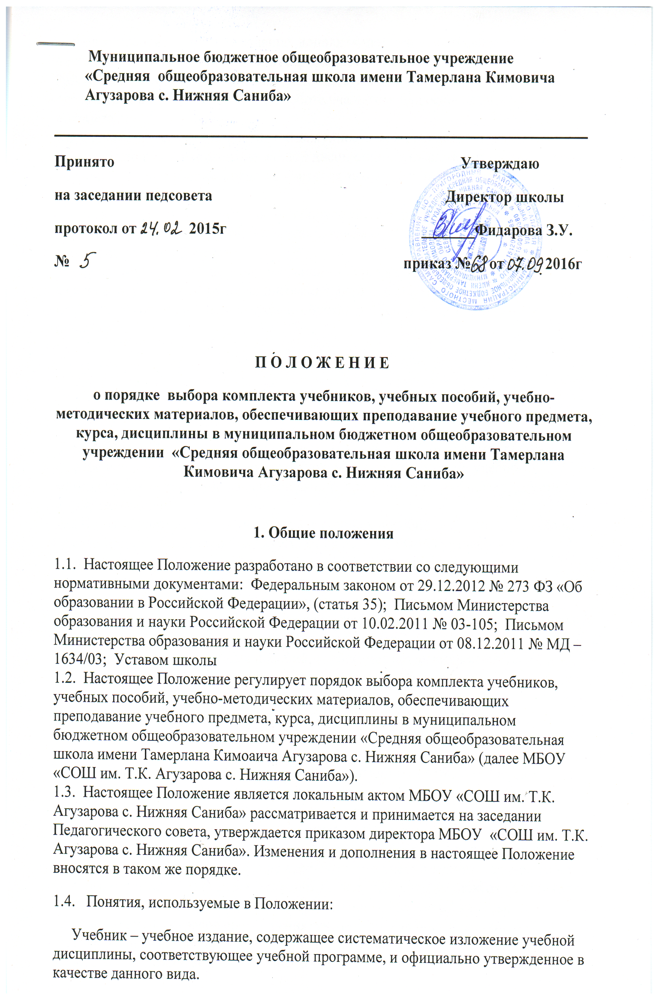 Муниципальное бюджетное общеобразовательное учреждение
«Средняя общеобразовательная школа имени Тамерлана Кимовича
Агузарова с. Нижняя Саниба»
Принято
Утверждаю
на заседании педсовета
Директор школы
протокол от 24.02 2015г
Фидарова З.У.
№ 5
приказ №68 от 07.09.2016г
П О Л О Ж Е Н И Е
о порядке выбора комплекта учебников, учебных пособий, учебно-
методических материалов, обеспечивающих преподавание учебного предмета,
курса, дисциплины в муниципальном бюджетном общеобразовательном
учреждении «Средняя общеобразовательная школа имени Тамерлана
Кимовича Агузарова с. Нижняя Саниба»
1. Общие положения
1.1. Настоящее Положение разработано в соответствии со следующими
нормативными документами: Федеральным законом от 29.12.2012 № 273 ФЗ «Об
образовании в Российской Федерации», (статья 35); Письмом Министерства
образования и науки Российской Федерации от 10.02.2011 № 03-105; Письмом
Министерства образования и науки Российской Федерации от 08.12.2011 № МД –
1634/03; Уставом школы
1.2. Настоящее Положение регулирует порядок выбора комплекта учебников,
учебных пособий, учебно-методических материалов, обеспечивающих
преподавание учебного предмета, курса, дисциплины в муниципальном
бюджетном общеобразовательном учреждении «Средняя общеобразовательная
школа имени Тамерлана Кимоаича Агузарова с. Нижняя Саниба» (далее МБОУ
«СОШ им. Т.К. Агузарова с. Нижняя Саниба»).
1.3. Настоящее Положение является локальным актом МБОУ «СОШ им. Т.К.
Агузарова с. Нижняя Саниба» рассматривается и принимается на заседании
Педагогического совета, утверждается приказом директора МБОУ «СОШ им. Т.К.
Агузарова с. Нижняя Саниба». Изменения и дополнения в настоящее Положение
вносятся в таком же порядке.
1.4. Понятия, используемые в Положении:
Учебник – учебное издание, содержащее систематическое изложение учебной
дисциплины, соответствующее учебной программе, и официально утвержденное в
качестве данного вида.